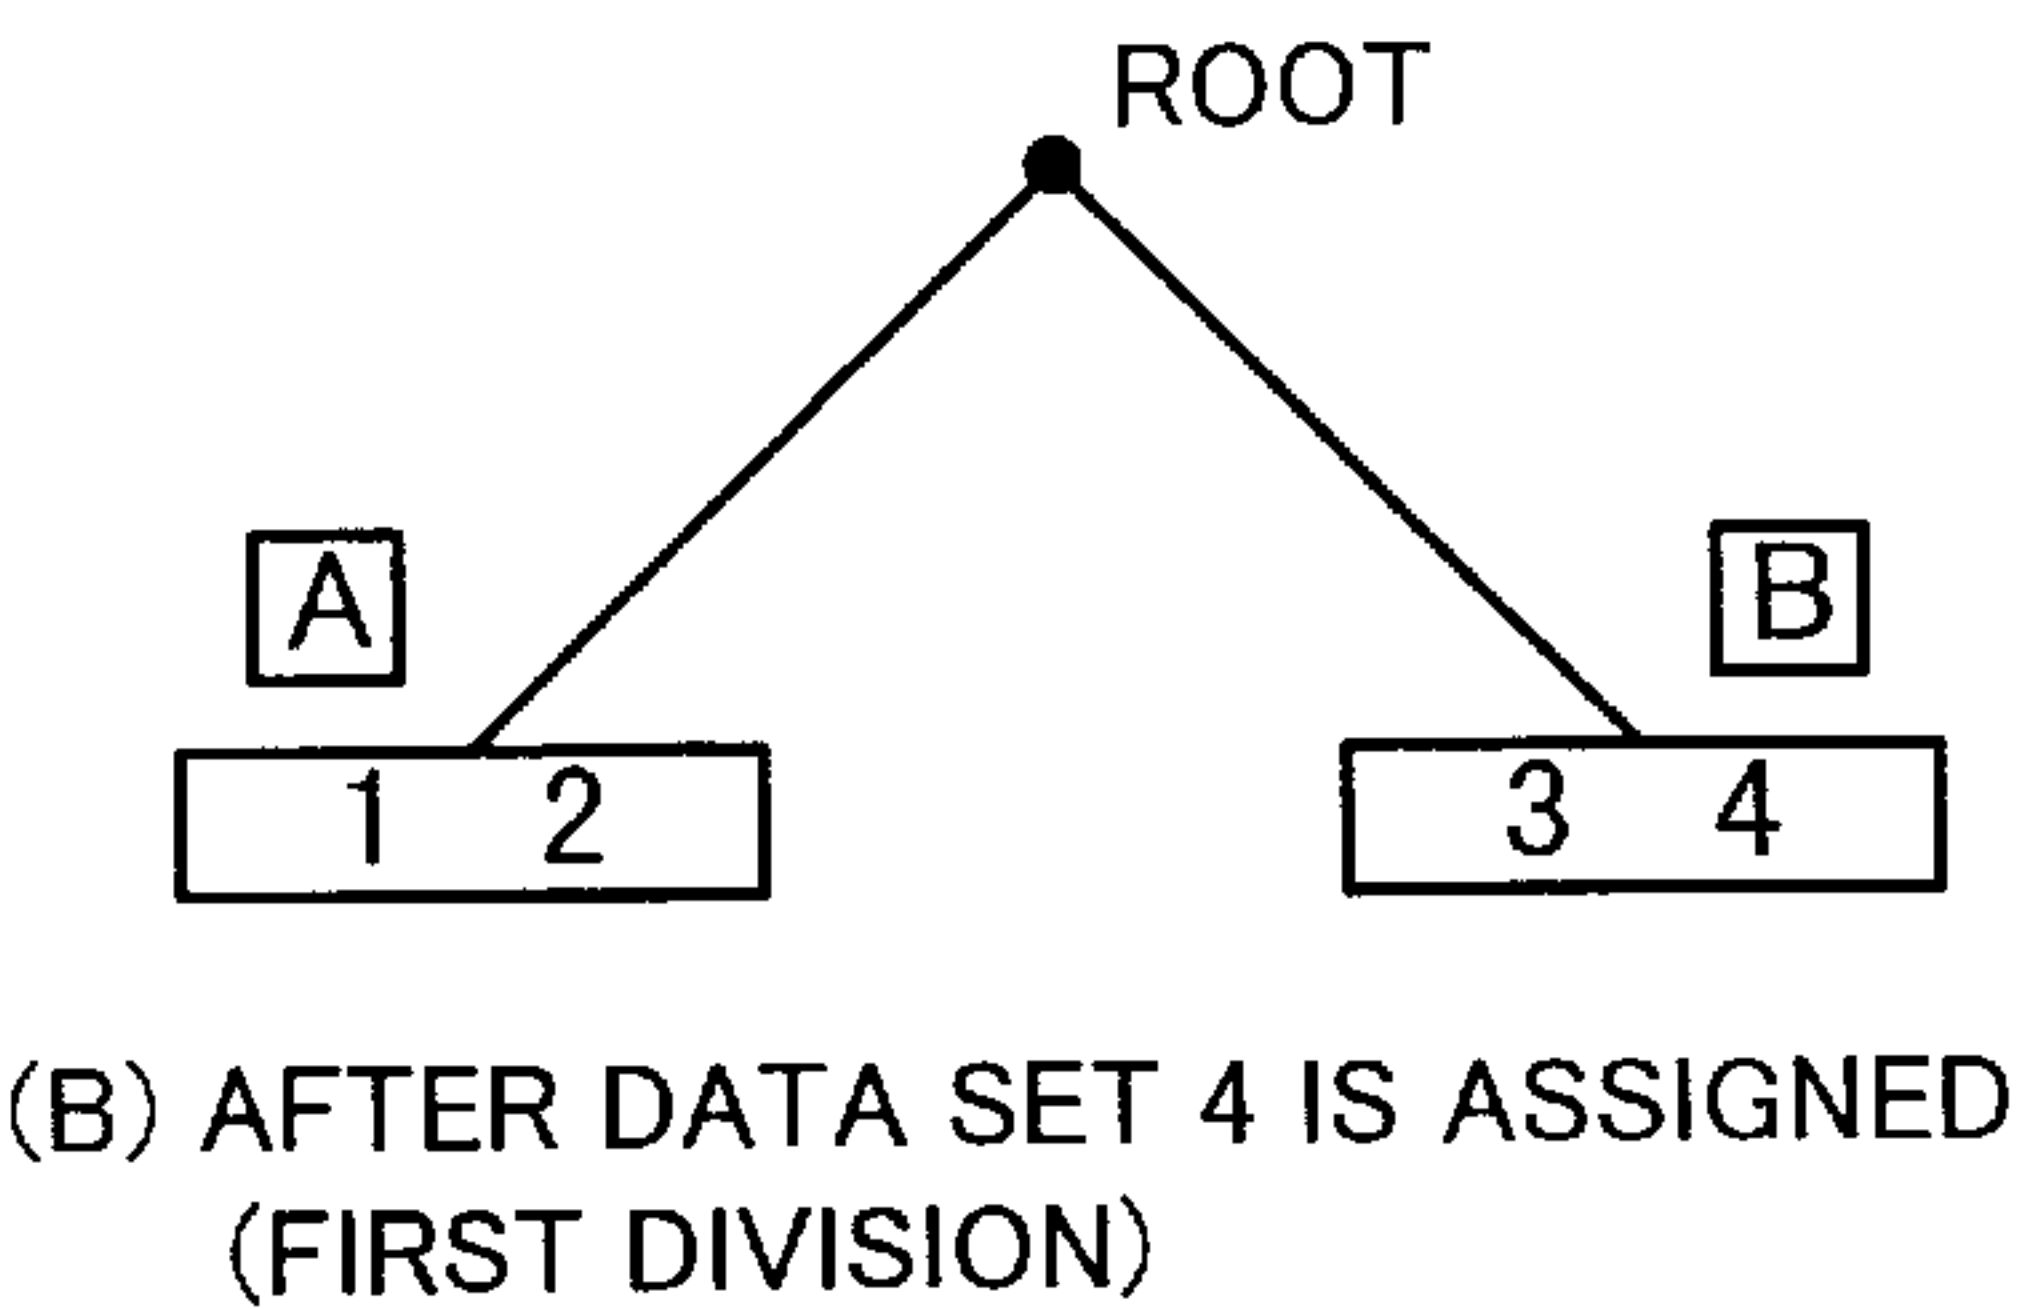 ROOT
A
B
1 2
3 4
(B) AFTER DATA SET 4 IS ASSIGNED
(FIRST DIVISION)